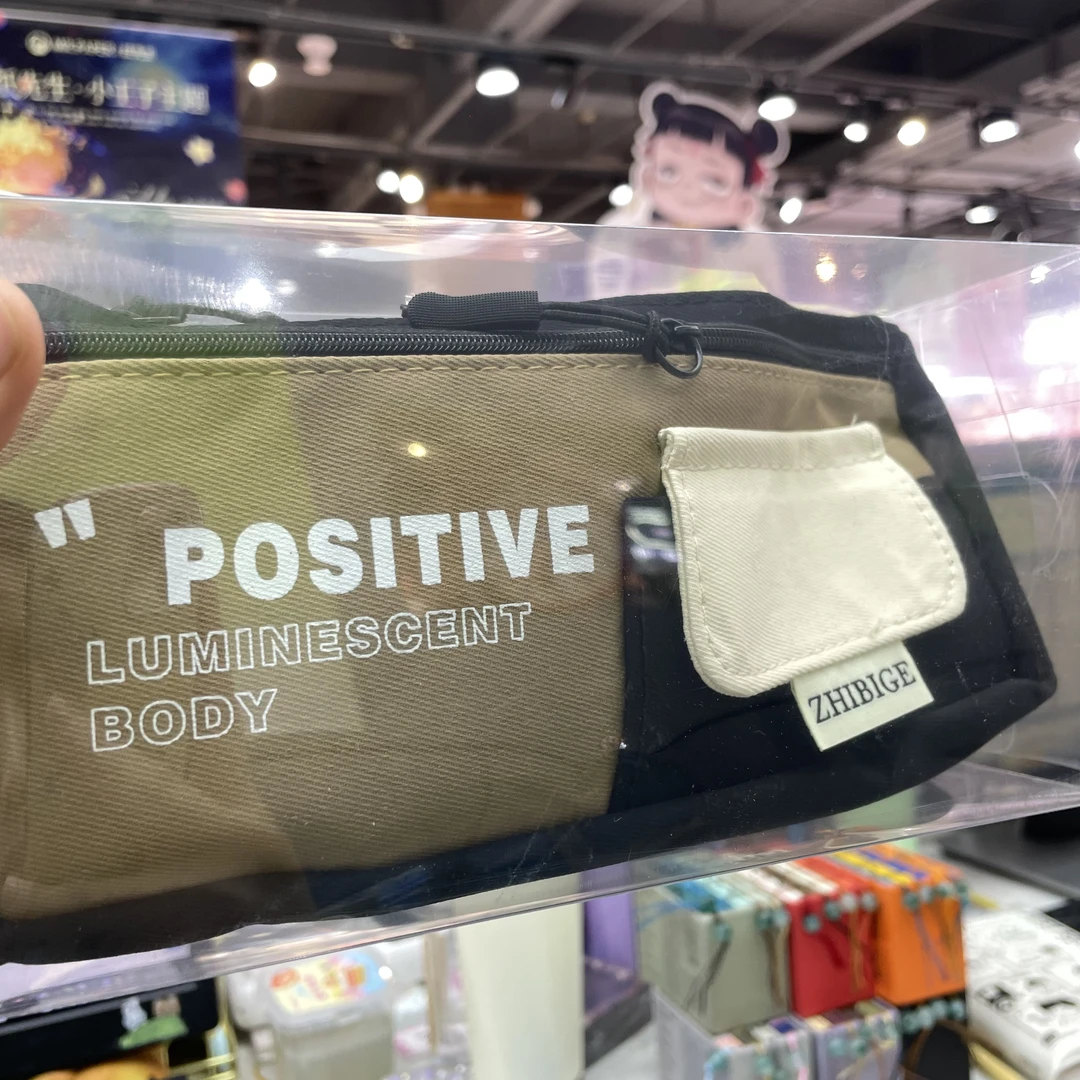 " POSITIVE
LUMINESCENT
BODY
ZHIBIGE